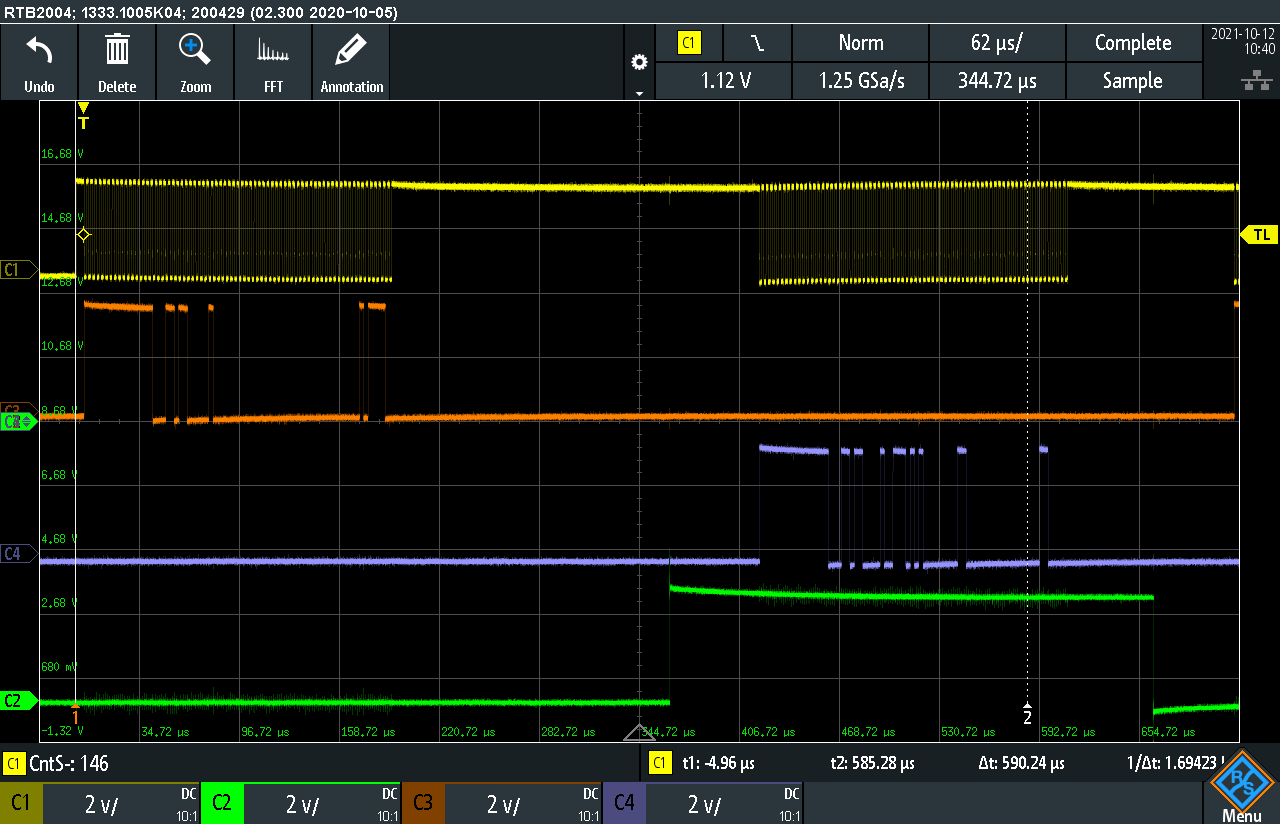 RTB2004; 1333.1005K04; 200429 (02.300 2020-10-05)
Undo Delete Zoom FFT Annotation
C1 Norm 62 µs/ Complete
1.12 V 1.25 GSa/s 344.72 µs Sample
2021-10-12
10:40
T
16,68 V
14,68 V
TL
C1
12,68 V
10,68 V
8,68 V
6,68 V
4,68 V
C4
2,68 V
680 mV
C2
1
2
-1.32 V 34,72 µs 96,72 µs 158,72 µs 220,72 µs 282,72 µs 344,72 µs 406,72 µs 468,72 µs 530,72 µs 592,72 µs 654,72 µs
C1 CntS-: 146
C1 t1: -4.96 µs t2: 585.28 µs Δt: 590.24 µs 1/Δt: 1.69423
C1 2 V/ DC 10:1
C2 2 V/ DC 10:1
C3 2 V/ DC 10:1
C4 2 V/ DC 10:1
R S
Menu